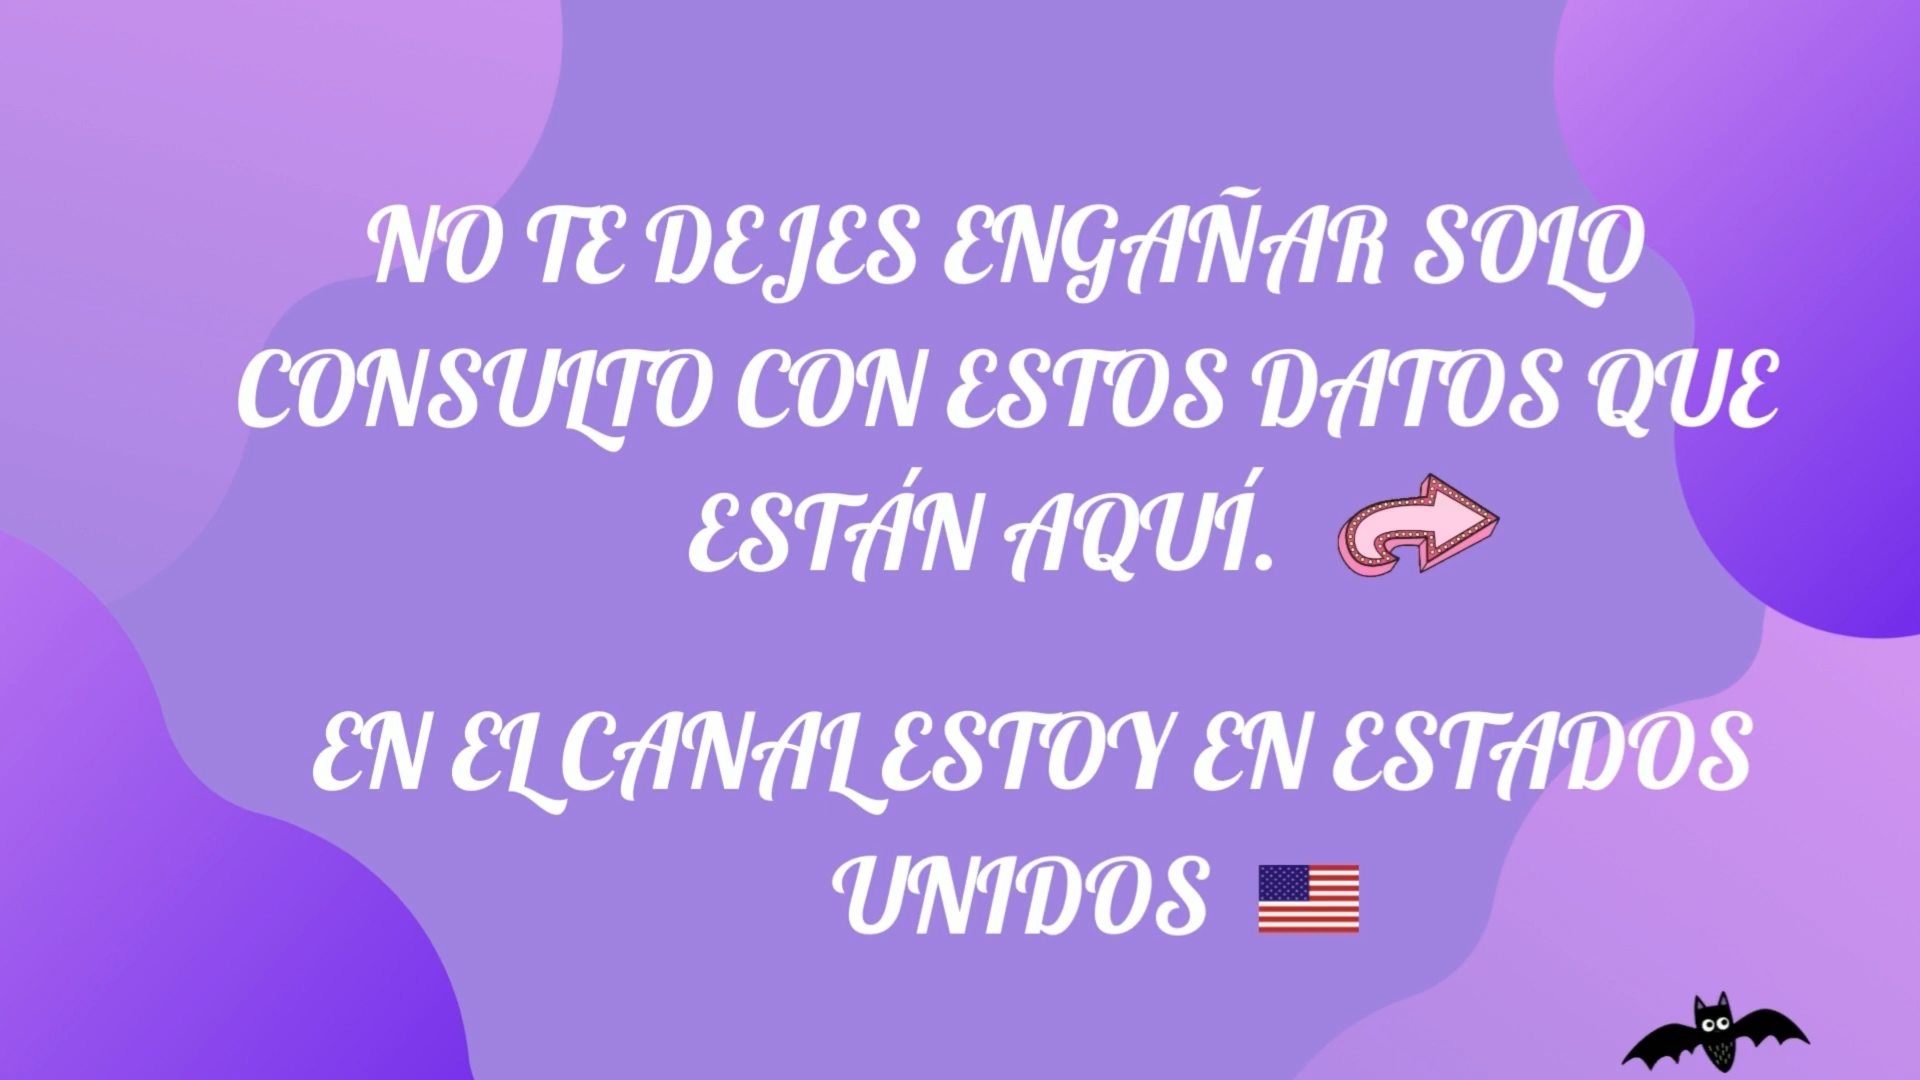 NO TE DEJES ENGAÑAR SOLO
CONSULTO CON ESTOS DATOS QUE
ESTÁN AQUÍ.
EN EL CANAL ESTOY EN ESTADOS
UNIDOS